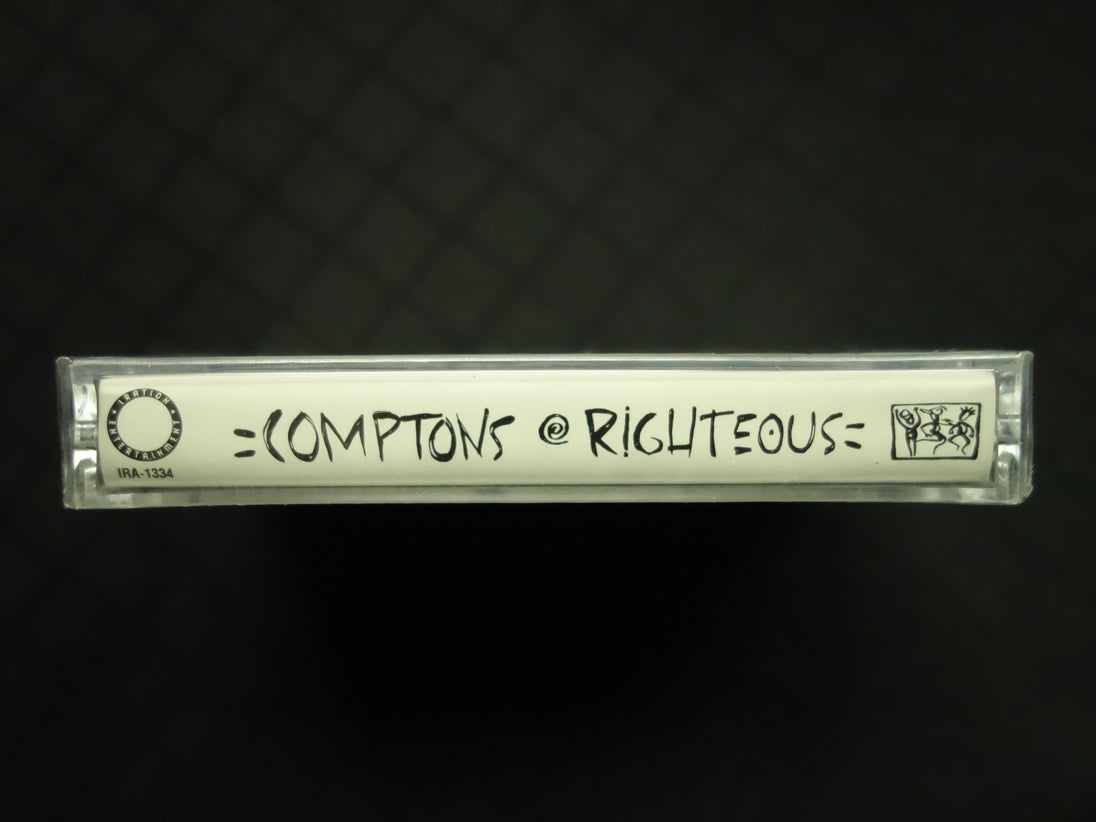 IRATION ENTERTAINMENT
IRA-1334
=COMPTONS @ RIGHTEOUS=